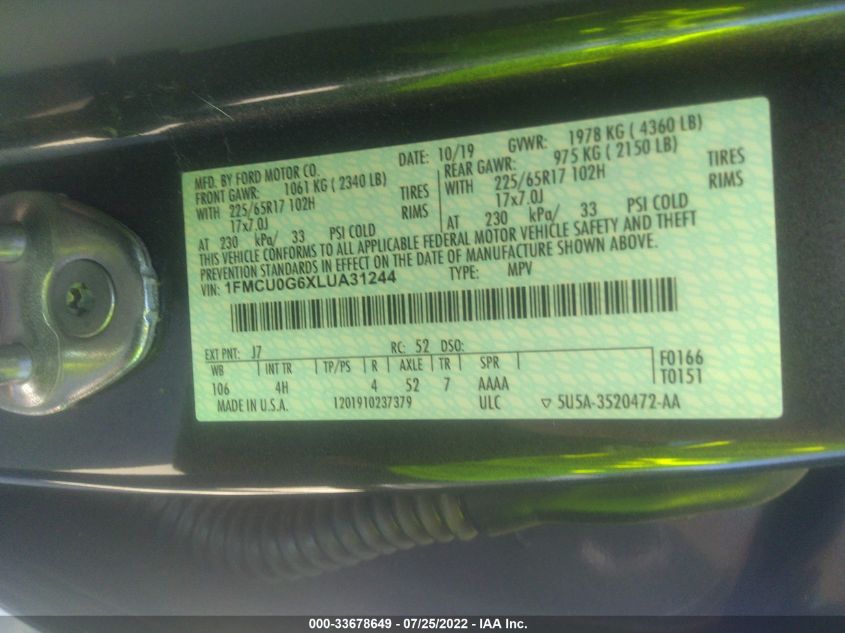 MFD. BY FORD MOTOR CO. DATE: 10/19 GVWR: 1978 KG ( 4360 LB)
FRONT GAWR: 1061 KG ( 2340 LB) REAR GAWR: 975 KG ( 2150 LB)
WITH 225/65R17 102H TIRES WITH 225/65R17 102H TIRES
17x7.0J RIMS 17x7.0J RIMS
AT 230 kPa/ 33 PSI COLD AT 230 kPa/ 33 PSI COLD
THIS VEHICLE CONFORMS TO ALL APPLICABLE FEDERAL MOTOR VEHICLE SAFETY AND THEFT
PREVENTION STANDARDS IN EFFECT ON THE DATE OF MANUFACTURE SHOWN ABOVE.
VIN: 1FMCU0G6XLUA31244 TYPE: MPV
EXT PNT: J7 RC: 52 DSO:
WB INT TR TP/PS R AXLE TR SPR F0166
106 4H 4 52 7 AAAA T0151
MADE IN U.S.A. 1201910237379 ULC ▽ 5U5A-3520472-AA
000-33678649 - 07/25/2022 - IAA Inc.